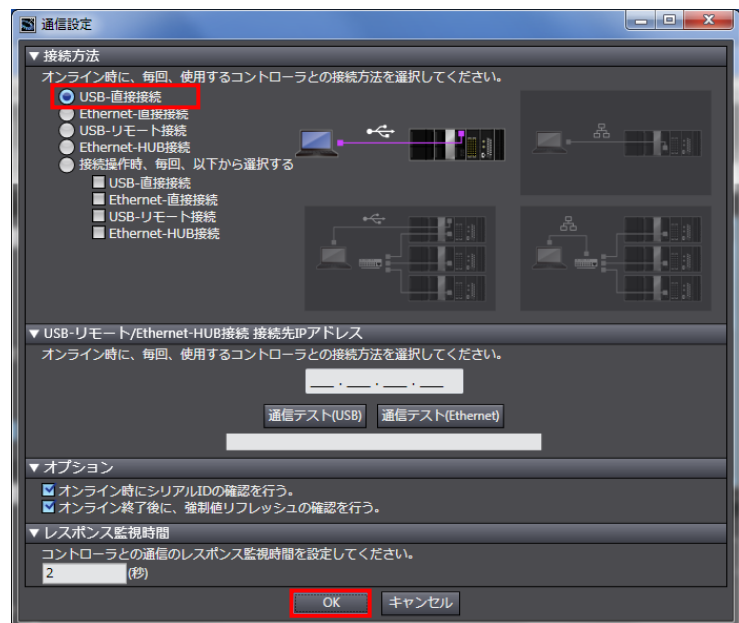 通信設定
▼接続方法
オンライン時に、毎回、使用するコントローラとの接続方法を選択してください。
USB-直接接続
Ethernet-直接接続
USB-リモート接続
Ethernet-HUB接続
接続操作時、毎回、以下から選択する
USB-直接接続
Ethernet-直接接続
USB-リモート接続
Ethernet-HUB接続
▼USB-リモート/Ethernet-HUB接続 接続先IPアドレス
オンライン時に、毎回、使用するコントローラとの接続方法を選択してください。
___.___.___.___
通信テスト(USB) 通信テスト(Ethernet)
▼オプション
オンライン時にシリアルIDの確認を行う。
オンライン終了後に、強制値リフレッシュの確認を行う。
▼レスポンス監視時間
コントローラとの通信のレスポンス監視時間を設定してください。
2 (秒)
OK キャンセル